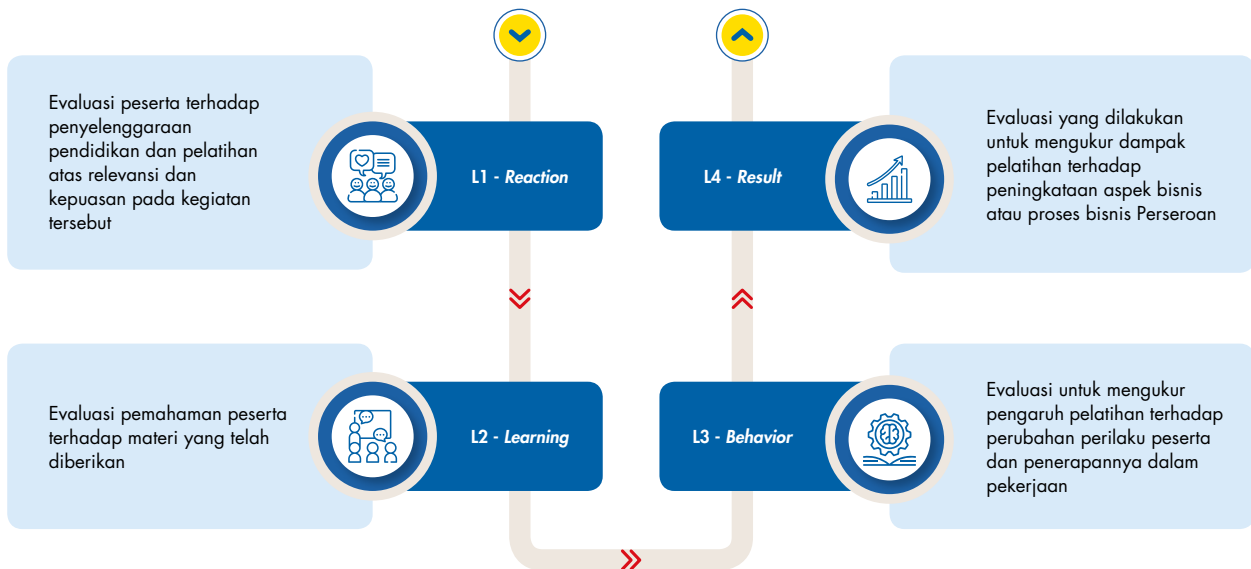 Evaluasi peserta terhadap
penyelenggaraan
pendidikan dan pelatihan
atas relevansi dan
kepuasan pada kegiatan
tersebut
L1 - Reaction
Evaluasi pemahaman peserta
terhadap materi yang telah
diberikan
L2 - Learning
L3 - Behavior
Evaluasi untuk mengukur
pengaruh pelatihan terhadap
perubahan perilaku peserta
dan penerapannya dalam
pekerjaan
L4 - Result
Evaluasi yang dilakukan
untuk mengukur dampak
pelatihan terhadap
peningkataan aspek bisnis
atau proses bisnis Perseroan